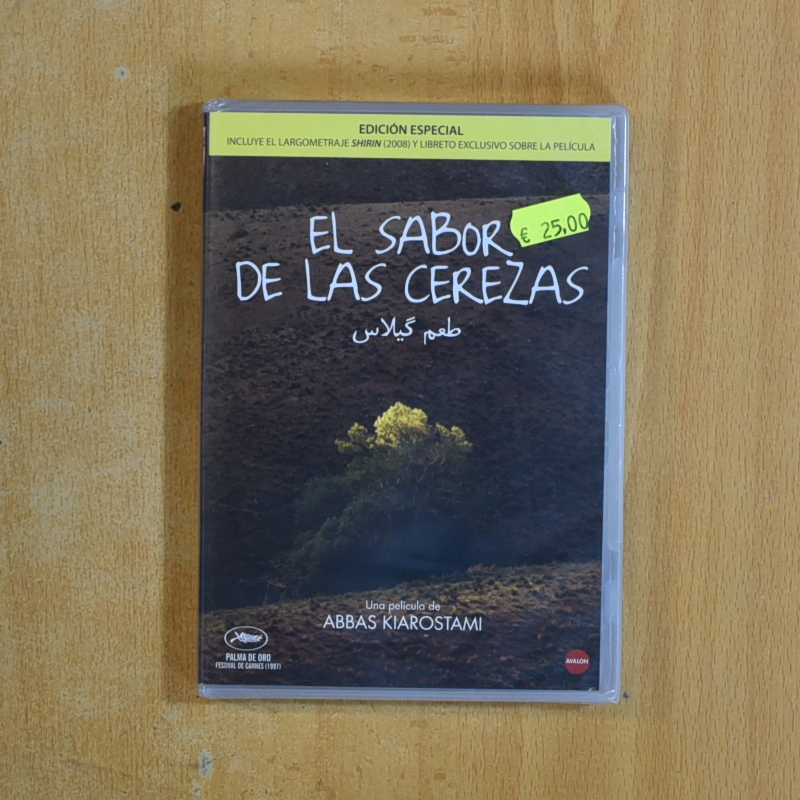 EDICIÓN ESPECIAL
INCLUYE EL LARGOMETRAJE SHIRIN (2008) Y LIBRETO EXCLUSIVO SOBRE LA PELÍCULA
EL SABOR
€ 25,00
DE LAS CEREZAS
طعم گیلاس
Una película de
ABBAS KIAROSTAMI
PALMA DE ORO
FESTIVAL DE CANNES (1997)
AVALON